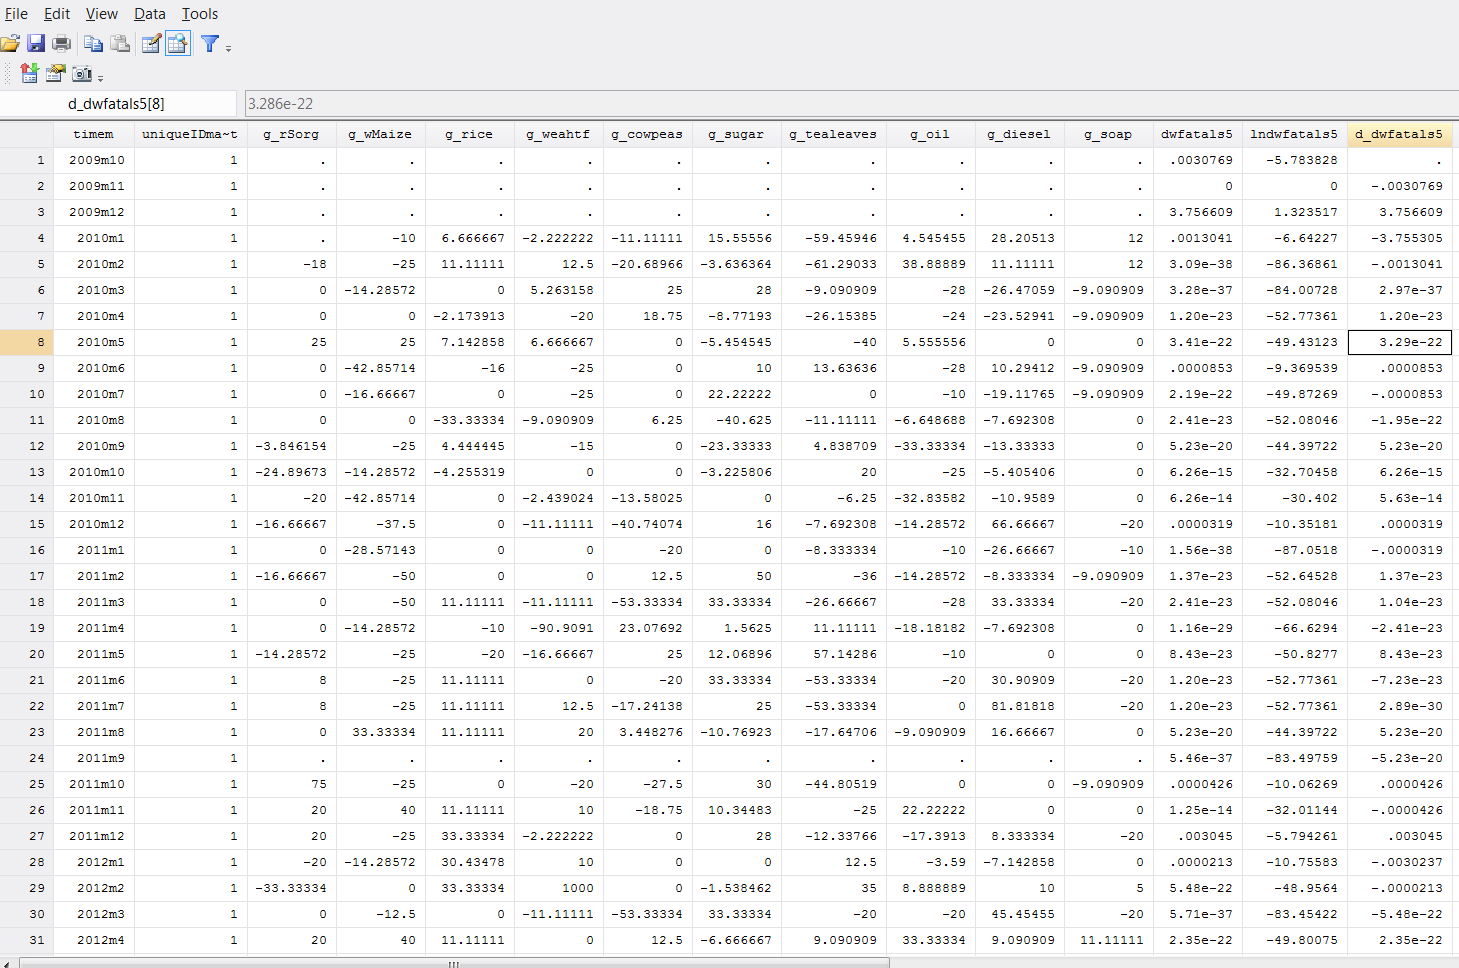 File Edit View Data Tools
d_dwfatals5[8] 3.286e-22
timem uniqueIDma~t g_rSorg g_wMaize g_rice g_weahtf g_cowpeas g_sugar g_tealeaves g_oil g_diesel g_soap dwfatals5 lndwfatals5 d_dwfatals5
1 2009m10 1 . . . . . . . . . . .0030769 -5.783828 .
2 2009m11 1 . . . . . . . . . . 0 0 -.0030769
3 2009m12 1 . . . . . . . . . . 3.756609 1.323517 3.756609
4 2010m1 1 . -10 6.666667 -2.222222 -11.11111 15.55556 -59.45946 4.545455 28.20513 12 .0013041 -6.64227 -3.755305
5 2010m2 1 -18 -25 11.11111 12.5 -20.68966 -3.636364 -61.29033 38.88889 11.11111 12 3.09e-38 -86.36861 -.0013041
6 2010m3 1 0 -14.28572 0 5.263158 25 28 -9.090909 -28 -26.47059 -9.090909 3.28e-37 -84.00728 2.97e-37
7 2010m4 1 0 0 -2.173913 -20 18.75 -8.77193 -26.15385 -24 -23.52941 -9.090909 1.20e-23 -52.77361 1.20e-23
8 2010m5 1 25 25 7.142858 6.666667 0 -5.454545 -40 5.555556 0 0 3.41e-22 -49.43123 3.29e-22
9 2010m6 1 0 -42.85714 -16 -25 0 10 13.63636 -28 10.29412 -9.090909 .0000853 -9.369539 .0000853
10 2010m7 1 0 -16.66667 0 -25 0 22.22222 0 -10 -19.11765 -9.090909 2.19e-22 -49.87269 -.0000853
11 2010m8 1 0 0 -33.33334 -9.090909 6.25 -40.625 -11.11111 -6.648688 -7.692308 0 2.41e-23 -52.08046 -1.95e-22
12 2010m9 1 -3.846154 -25 4.444445 -15 0 -23.33333 4.838709 -33.33334 -13.33333 0 5.23e-20 -44.39722 5.23e-20
13 2010m10 1 -24.89673 -14.28572 -4.255319 0 0 -3.225806 20 -25 -5.405406 0 6.26e-15 -32.70458 6.26e-15
14 2010m11 1 -20 -42.85714 0 -2.439024 -13.58025 0 -6.25 -32.83582 -10.9589 0 6.26e-14 -30.402 5.63e-14
15 2010m12 1 -16.66667 -37.5 0 -11.11111 -40.74074 16 -7.692308 -14.28572 66.66667 -20 .0000319 -10.35181 .0000319
16 2011m1 1 0 -28.57143 0 0 -20 0 -8.333334 -10 -26.66667 -10 1.56e-38 -87.0518 -.0000319
17 2011m2 1 -16.66667 -50 0 0 12.5 50 -36 -14.28572 -8.333334 -9.090909 1.37e-23 -52.64528 1.37e-23
18 2011m3 1 0 -50 11.11111 -11.11111 -53.33334 33.33334 -26.66667 -28 33.33334 -20 2.41e-23 -52.08046 1.04e-23
19 2011m4 1 0 -14.28572 -10 -90.9091 23.07692 1.5625 11.11111 -18.18182 -7.692308 0 1.16e-29 -66.6294 -2.41e-23
20 2011m5 1 -14.28572 -25 -20 -16.66667 25 12.06896 57.14286 -10 0 0 8.43e-23 -50.8277 8.43e-23
21 2011m6 1 8 -25 11.11111 0 -20 33.33334 -53.33334 -20 30.90909 -20 1.20e-23 -52.77361 -7.23e-23
22 2011m7 1 8 -25 11.11111 12.5 -17.24138 25 -53.33334 0 81.81818 -20 1.20e-23 -52.77361 2.89e-30
23 2011m8 1 0 33.33334 11.11111 20 3.448276 -10.76923 -17.64706 -9.090909 16.66667 0 5.23e-20 -44.39722 5.23e-20
24 2011m9 1 . . . . . . . . . . 5.46e-37 -83.49759 -5.23e-20
25 2011m10 1 75 -25 0 -20 -27.5 30 -44.80519 0 0 -9.090909 .0000426 -10.06269 .0000426
26 2011m11 1 20 40 11.11111 10 -18.75 10.34483 -25 22.22222 0 0 1.25e-14 -32.01144 -.0000426
27 2011m12 1 20 -25 33.33334 -2.222222 0 28 -12.33766 -17.3913 8.333334 -20 .003045 -5.794261 .003045
28 2012m1 1 -20 -14.28572 30.43478 10 0 0 12.5 -3.59 -7.142858 0 .0000213 -10.75583 -.0030237
29 2012m2 1 -33.33334 0 33.33334 1000 0 -1.538462 35 8.888889 10 5 5.48e-22 -48.9564 -.0000213
30 2012m3 1 0 -12.5 0 -11.11111 -53.33334 33.33334 -20 -20 45.45455 -20 5.71e-37 -83.45422 -5.48e-22
31 2012m4 1 20 40 11.11111 0 12.5 -6.666667 9.090909 33.33334 9.090909 11.11111 2.35e-22 -49.80075 2.35e-22